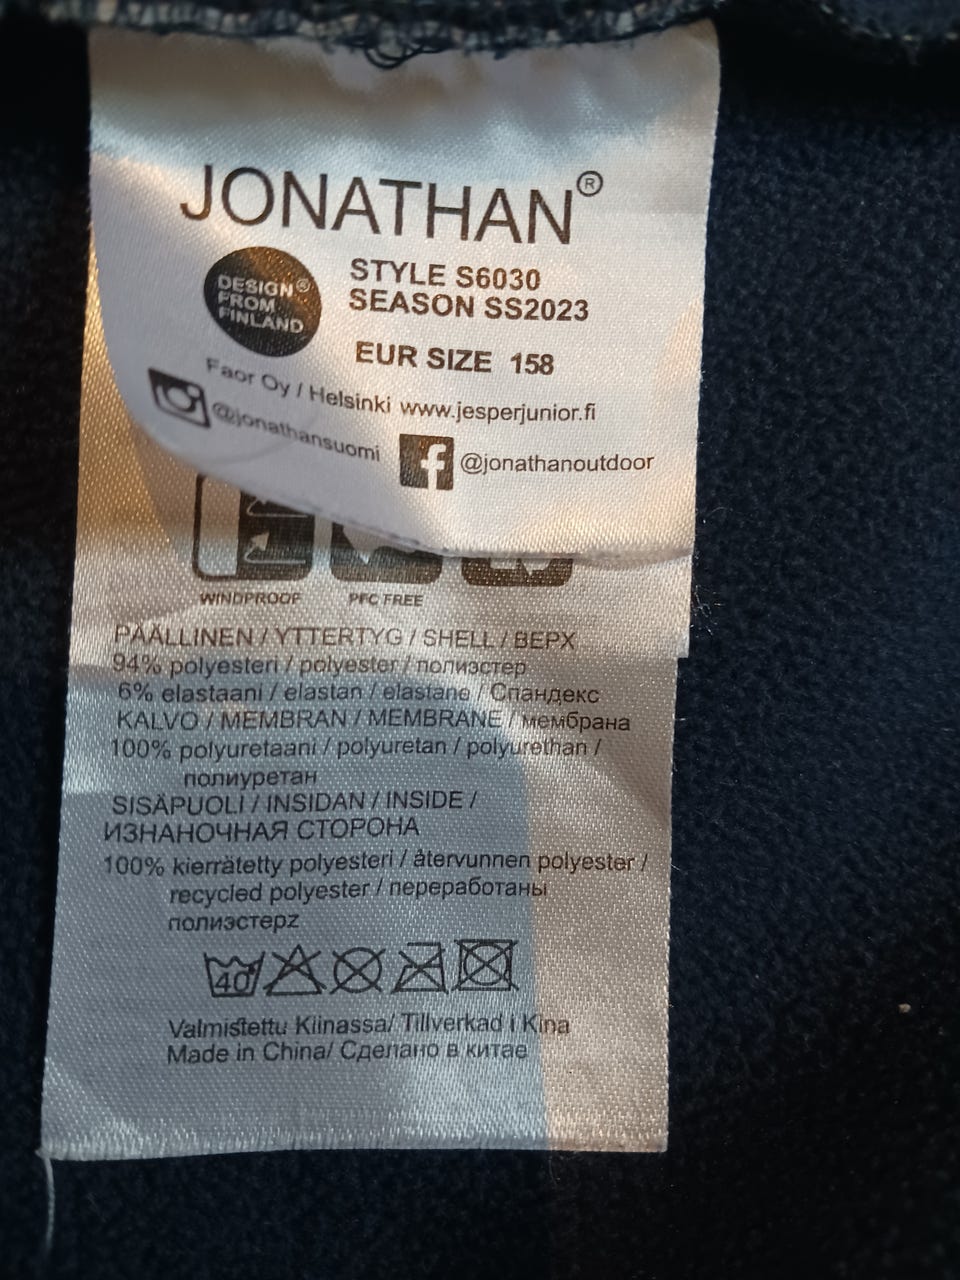 JONATHAN®
DESIGN®
FROM
FINLAND
STYLE S6030
SEASON SS2023
EUR SIZE 158
Faor Oy / Helsinki www.jesperjunior.fi
@jonathansuomi
@jonathanoutdoor
WINDPROOF PFC FREE
PÄÄLLINEN / YTTERTYG / SHELL / ВЕРХ
94% polyesteri / polyester / полиэстер
6% elastaani / elastan / elastane / Спандекс
KALVO / MEMBRAN / MEMBRANE / мембрана
100% polyuretaani / polyuretan / polyurethan /
полиуретан
SISÄPUOLI / INSIDAN / INSIDE /
ИЗНАНОЧНАЯ СТОРОНА
100% kierrätetty polyesteri / återvunnen polyester /
recycled polyester / переработаны
полиэстерz
40
Valmistettu Kiinassa/ Tillverkad i Kina
Made in China/ Сделано в китае